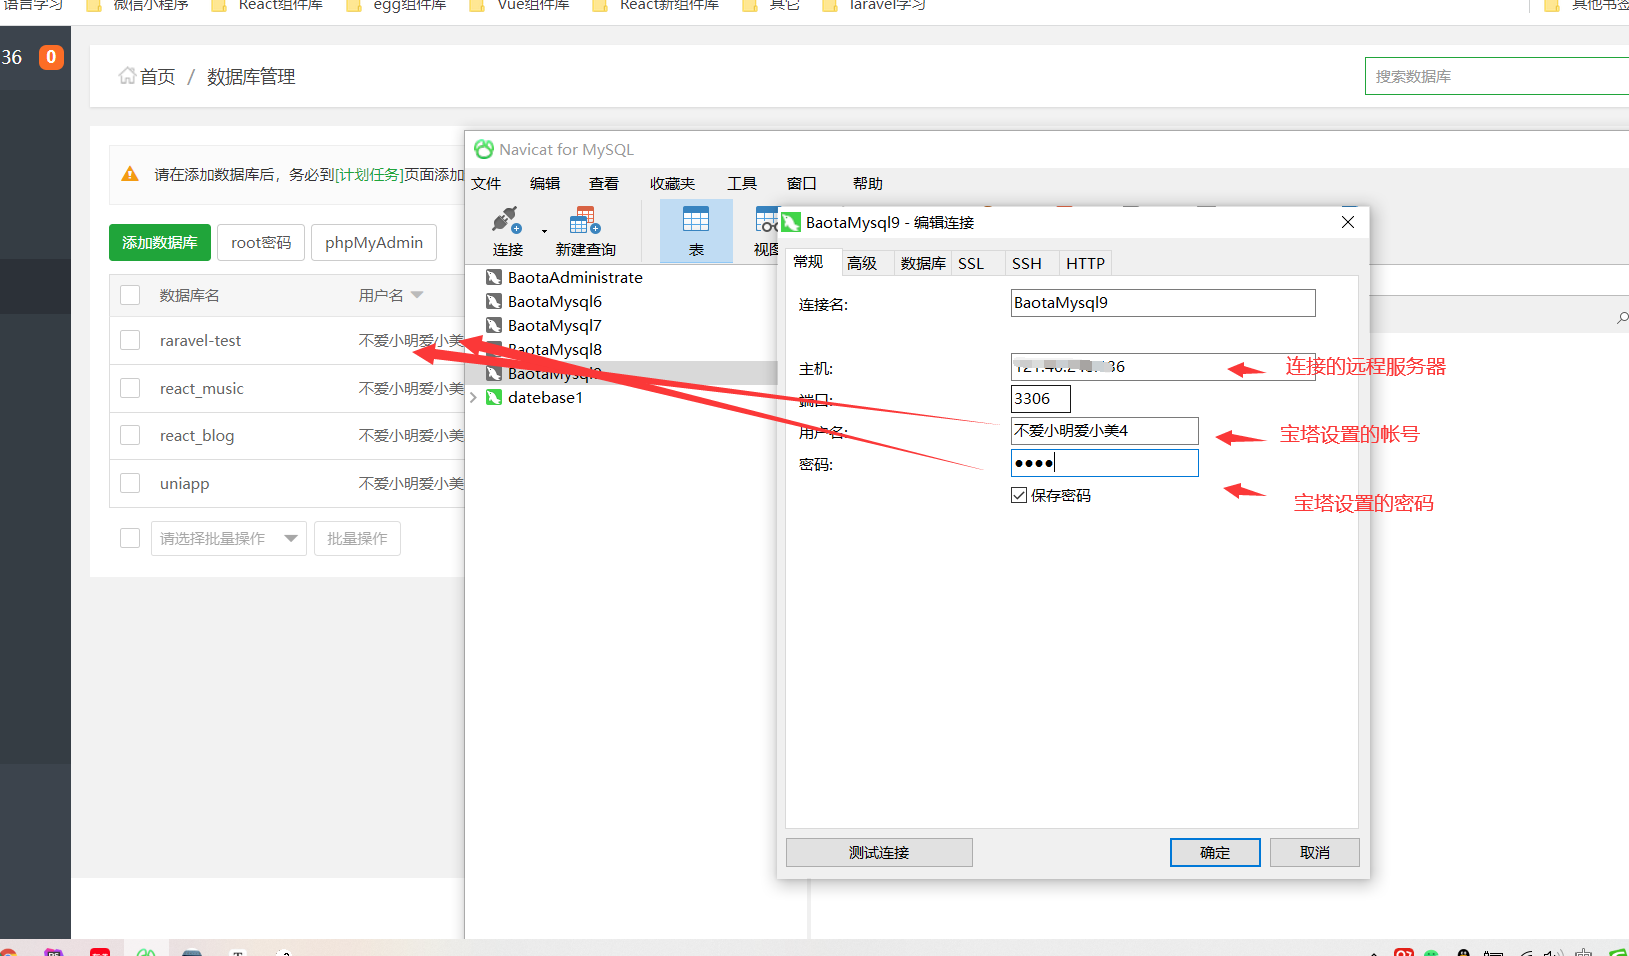 语言学习 微信小程序 React组件库 egg组件库 Vue组件库 React新组件库 其它 laravel学习 其他书签
36 0
首页 / 数据库管理
搜索数据库
请在添加数据库后，务必到[计划任务]页面添加
添加数据库 root密码 phpMyAdmin
数据库名 用户名
raravel-test 不爱小明爱小美
react_music 不爱小明爱小美
react_blog 不爱小明爱小美
uniapp 不爱小明爱小美
请选择批量操作 批量操作
Navicat for MySQL
文件 编辑 查看 收藏夹 工具 窗口 帮助
连接 新建查询 表 视图
BaotaAdministrate
BaotaMysql6
BaotaMysql7
BaotaMysql8
BaotaMysql9
datebase1
BaotaMysql9 - 编辑连接
常规 高级 数据库 SSL SSH HTTP
连接名: BaotaMysql9
主机: 36
连接的远程服务器
端口: 3306
用户名: 不爱小明爱小美4
宝塔设置的帐号
密码: ●●●●
保存密码
宝塔设置的密码
测试连接 确定 取消